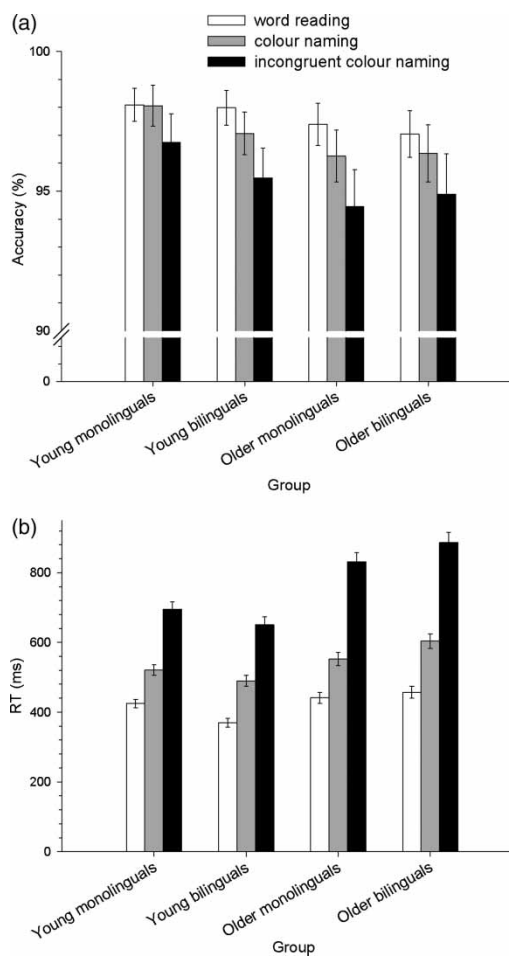 (a)
word reading
colour naming
incongruent colour naming
100
95
90
0
Accuracy (%)
Young monolinguals
Young bilinguals
Older monolinguals
Older bilinguals
Group
(b)
800
600
400
200
0
RT (ms)
Young monolinguals
Young bilinguals
Older monolinguals
Older bilinguals
Group